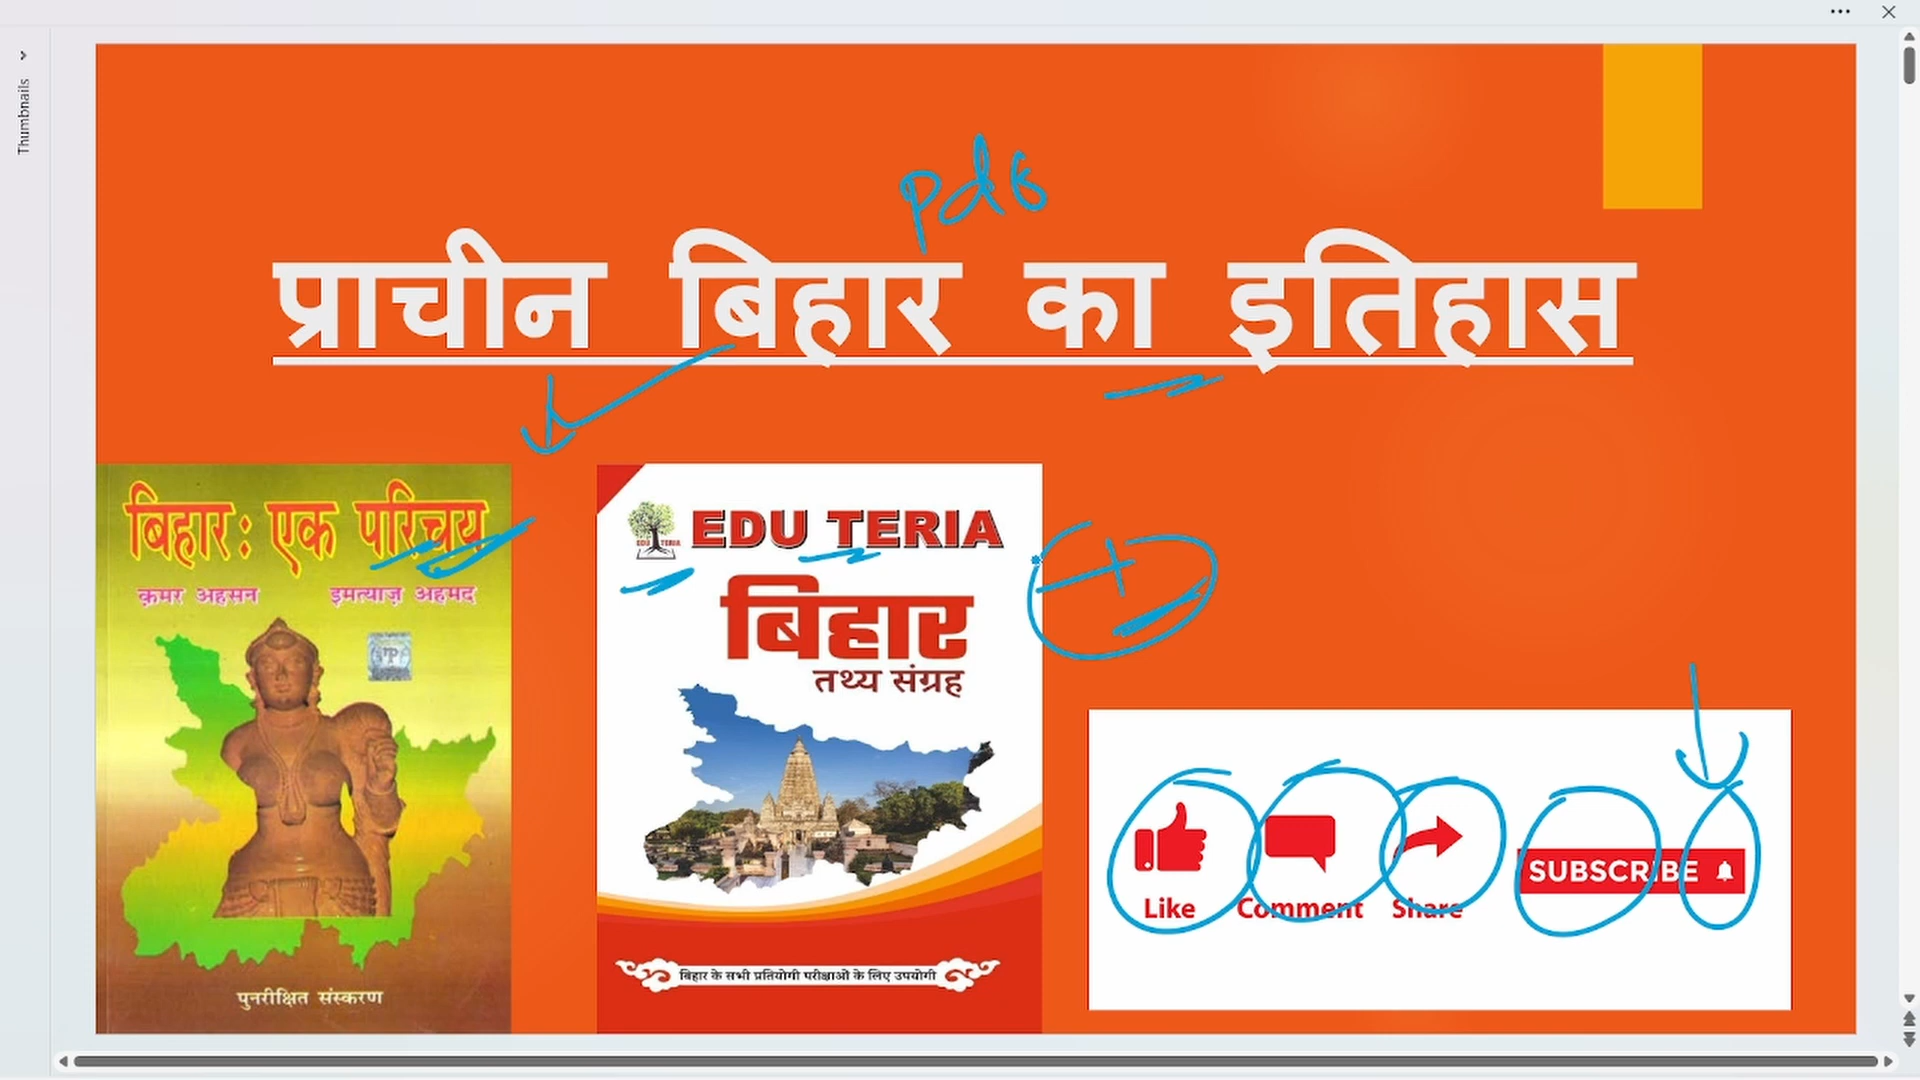 Thumbnails
pdf
प्राचीन बिहार का इतिहास
बिहार : एक परिचय
क़मर अहसन इमत्याज़ अहमद
पुनरीक्षित संस्करण
EDU TERIA
बिहार
तथ्य संग्रह
बिहार के सभी प्रतियोगी परीक्षाओं के लिए उपयोगी
Like Comment Share SUBSCRIBE